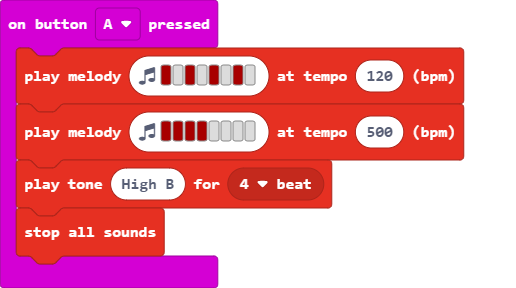 on button A pressed
play melody at tempo 120 (bpm)
play melody at tempo 500 (bpm)
play tone High B for 4 beat
stop all sounds